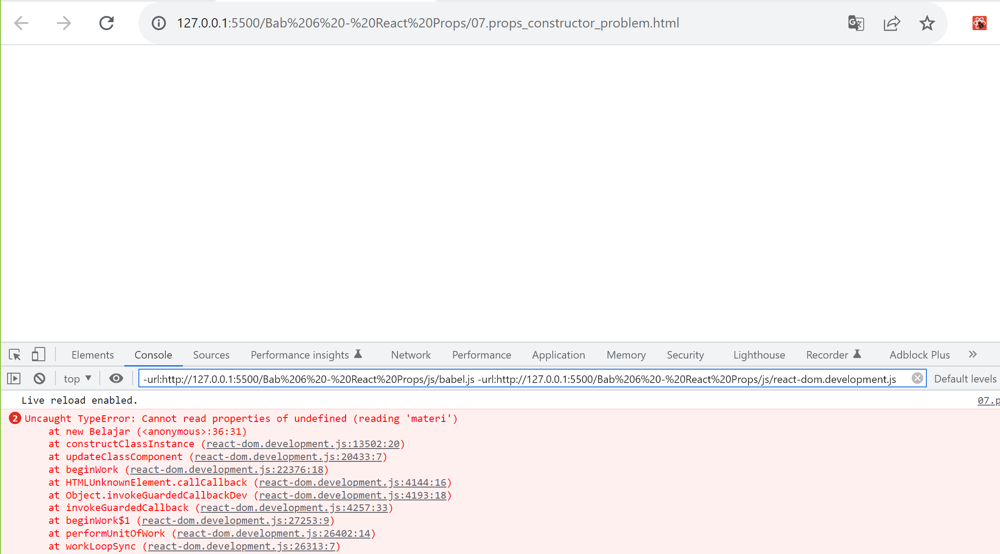 127.0.0.1:5500/Bab%206%20-%20React%20Props/07.props_constructor_problem.html
Elements Console Sources Performance insights Network Performance Application Memory Security Lighthouse Recorder Adblock Plus
top -url:http://127.0.0.1:5500/Bab%206%20-%20React%20Props/js/babel.js -url:http://127.0.0.1:5500/Bab%206%20-%20React%20Props/js/react-dom.development.js Default levels
Live reload enabled. 07.p
2 Uncaught TypeError: Cannot read properties of undefined (reading 'materi')
at new Belajar (<anonymous>:36:31)
at constructClassInstance (react-dom.development.js:13502:20)
at updateClassComponent (react-dom.development.js:20433:7)
at beginWork (react-dom.development.js:22376:18)
at HTMLUnknownElement.callCallback (react-dom.development.js:4144:16)
at Object.invokeGuardedCallbackDev (react-dom.development.js:4193:18)
at invokeGuardedCallback (react-dom.development.js:4257:33)
at beginWork$1 (react-dom.development.js:27253:9)
at performUnitOfWork (react-dom.development.js:26402:14)
at workLoopSync (react-dom.development.js:26313:7)